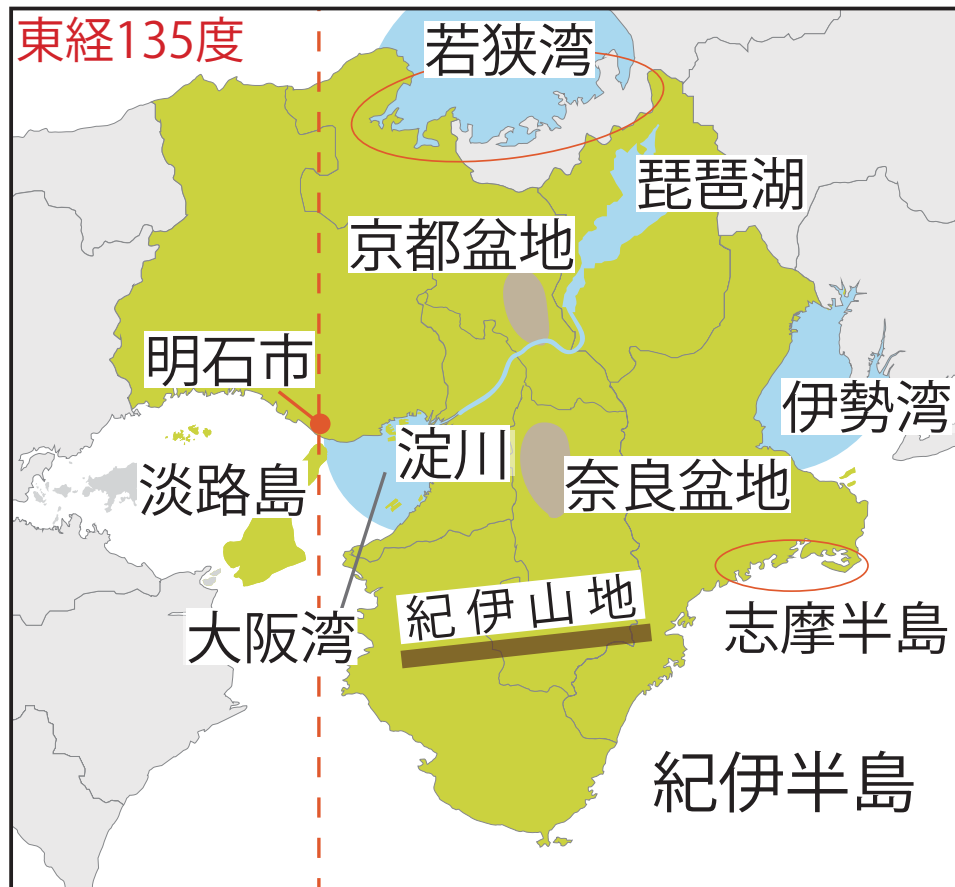 東経135度
若狭湾
琵琶湖
京都盆地
明石市
伊勢湾
淀川
淡路島
奈良盆地
紀伊山地
大阪湾
志摩半島
紀伊半島